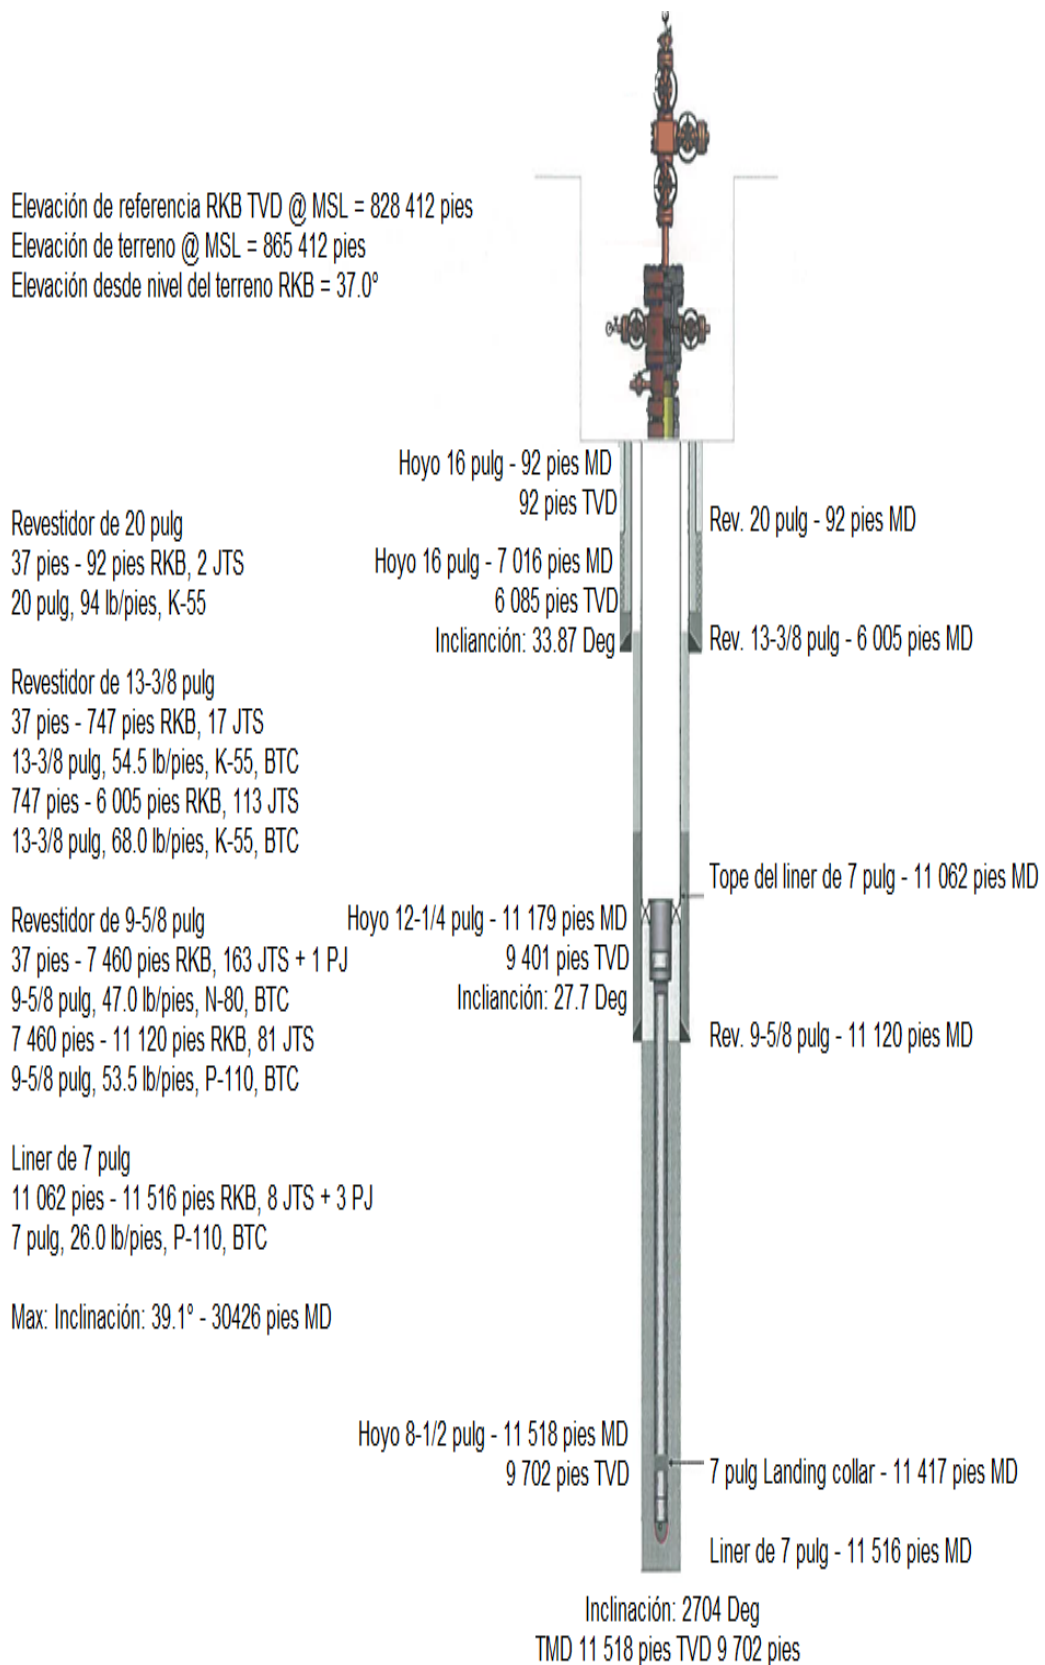 Elevación de referencia RKB TVD @ MSL = 828 412 pies
Elevación de terreno @ MSL = 865 412 pies
Elevación desde nivel del terreno RKB = 37.0°
Hoyo 16 pulg - 92 pies MD
92 pies TVD
Rev. 20 pulg - 92 pies MD
Revestidor de 20 pulg
37 pies - 92 pies RKB, 2 JTS
20 pulg, 94 lb/pies, K-55
Hoyo 16 pulg - 7 016 pies MD
6 085 pies TVD
Inclianción: 33.87 Deg
Rev. 13-3/8 pulg - 6 005 pies MD
Revestidor de 13-3/8 pulg
37 pies - 747 pies RKB, 17 JTS
13-3/8 pulg, 54.5 lb/pies, K-55, BTC
747 pies - 6 005 pies RKB, 113 JTS
13-3/8 pulg, 68.0 lb/pies, K-55, BTC
Tope del liner de 7 pulg - 11 062 pies MD
Revestidor de 9-5/8 pulg
37 pies - 7 460 pies RKB, 163 JTS + 1 PJ
9-5/8 pulg, 47.0 lb/pies, N-80, BTC
7 460 pies - 11 120 pies RKB, 81 JTS
9-5/8 pulg, 53.5 lb/pies, P-110, BTC
Hoyo 12-1/4 pulg - 11 179 pies MD
9 401 pies TVD
Inclianción: 27.7 Deg
Rev. 9-5/8 pulg - 11 120 pies MD
Liner de 7 pulg
11 062 pies - 11 516 pies RKB, 8 JTS + 3 PJ
7 pulg, 26.0 lb/pies, P-110, BTC
Max: Inclinación: 39.1° - 30426 pies MD
Hoyo 8-1/2 pulg - 11 518 pies MD
9 702 pies TVD
7 pulg Landing collar - 11 417 pies MD
Liner de 7 pulg - 11 516 pies MD
Inclinación: 2704 Deg
TMD 11 518 pies TVD 9 702 pies